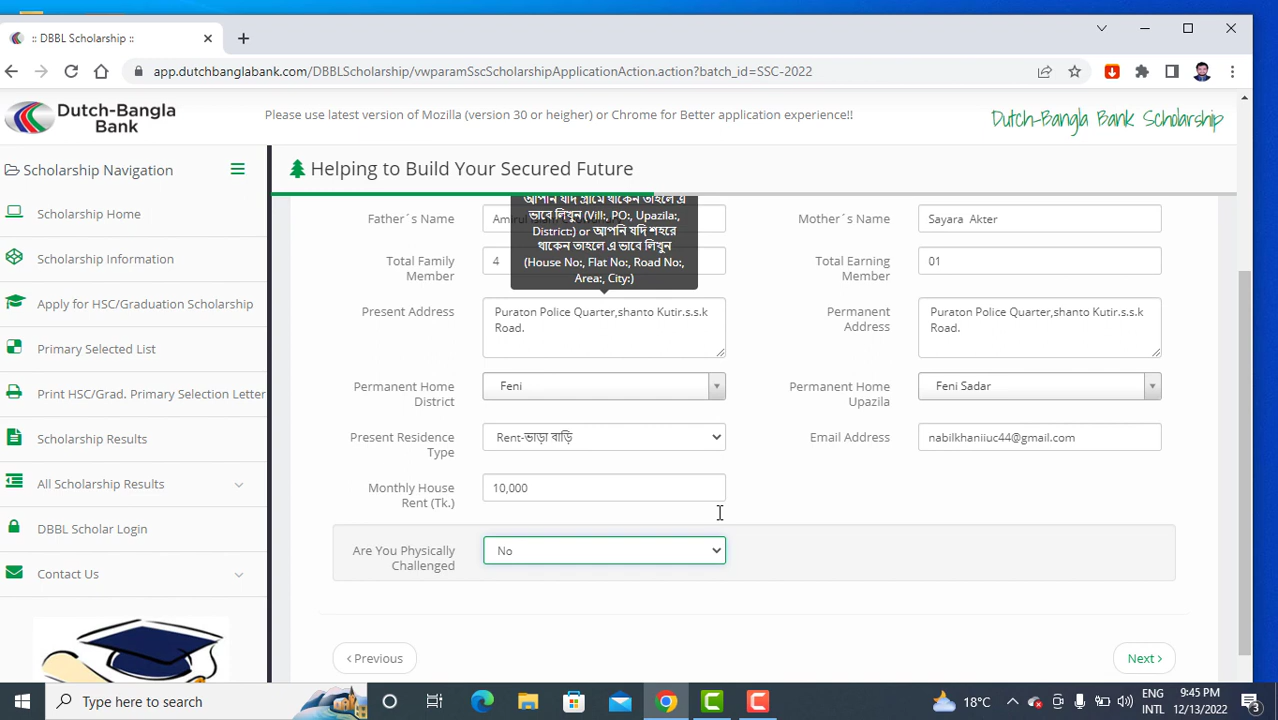 :: DBBL Scholarship ::
app.dutchbanglabank.com/DBBLScholarship/vwparamSscScholarshipApplicationAction.action?batch_id=SSC-2022
Dutch-Bangla
Bank
Please use latest version of Mozilla (version 30 or heigher) or Chrome for Better application experience!!
Dutch-Bangla Bank Scholarship
Scholarship Navigation
Helping to Build Your Secured Future
Scholarship Home
Scholarship Information
Apply for HSC/Graduation Scholarship
Primary Selected List
Print HSC/Grad. Primary Selection Letter
Scholarship Results
All Scholarship Results
DBBL Scholar Login
Contact Us
আপনি যদি গ্রামে থাকেন তাহলে এ
ভাবে লিখুন (Vill:, PO:, Upazila:,
District:) or আপনি যদি শহরে
থাকেন তাহলে এ ভাবে লিখুন
(House No:, Flat No:, Road No:,
Area:, City:)
Father´s Name
Mother´s Name
Sayara Akter
Total Family
Member
4
Total Earning
Member
01
Present Address
Puraton Police Quarter,shanto Kutir.s.s.k
Road.
Permanent
Address
Puraton Police Quarter,shanto Kutir.s.s.k
Road.
Permanent Home
District
Feni
Permanent Home
Upazila
Feni Sadar
Present Residence
Type
Rent-ভাড়া বাড়ি
Email Address
nabilkhaniiuc44@gmail.com
Monthly House
Rent (Tk.)
10,000
Are You Physically
Challenged
No
‹ Previous
Next ›
Type here to search
18°C
ENG
INTL
9:45 PM
12/13/2022
3